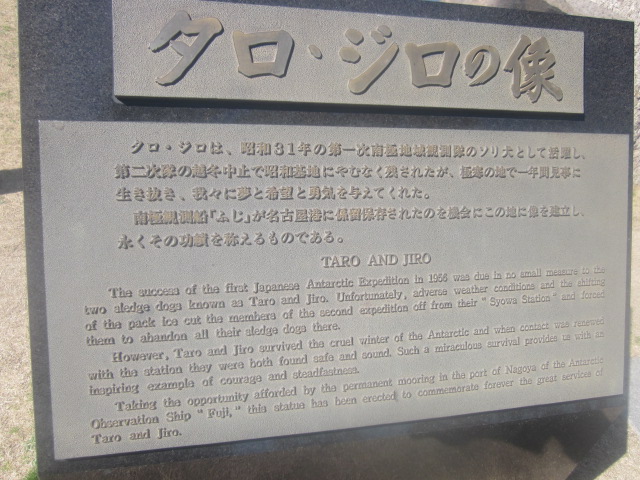 タロ・ジロの像
タロ・ジロは、昭和31年の第一次南極地域観測隊のソリ犬として活躍し、
第二次隊の越冬中止で昭和基地にやむなく残されたが、極寒の地で一年間見事に
生き抜き、我々に夢と希望と勇気を与えてくれた。
南極観測船「ふじ」が名古屋港に係留保存されたのを機会にこの地に像を建立し、
永くその功績を称えるものである。
TARO AND JIRO
The success of the first Japanese Antarctic Expedition in 1956 was due in no small measure to the
two sledge dogs known as Taro and Jiro. Unfortunately, adverse weather conditions and the shifting
of the pack ice cut the members of the second expedition off from their “Syowa Station” and forced
them to abandon all their sledge dogs there.
However, Taro and Jiro survived the cruel winter of the Antarctic and when contact was renewed
with the station they were both found safe and sound. Such a miraculous survival provides us with an
inspiring example of courage and steadfastness.
Taking the opportunity afforded by the permanent mooring in the port of Nagoya of the Antarctic
Observation Ship “Fuji,” this statue has been erected to commemorate forever the great services of
Taro and Jiro.